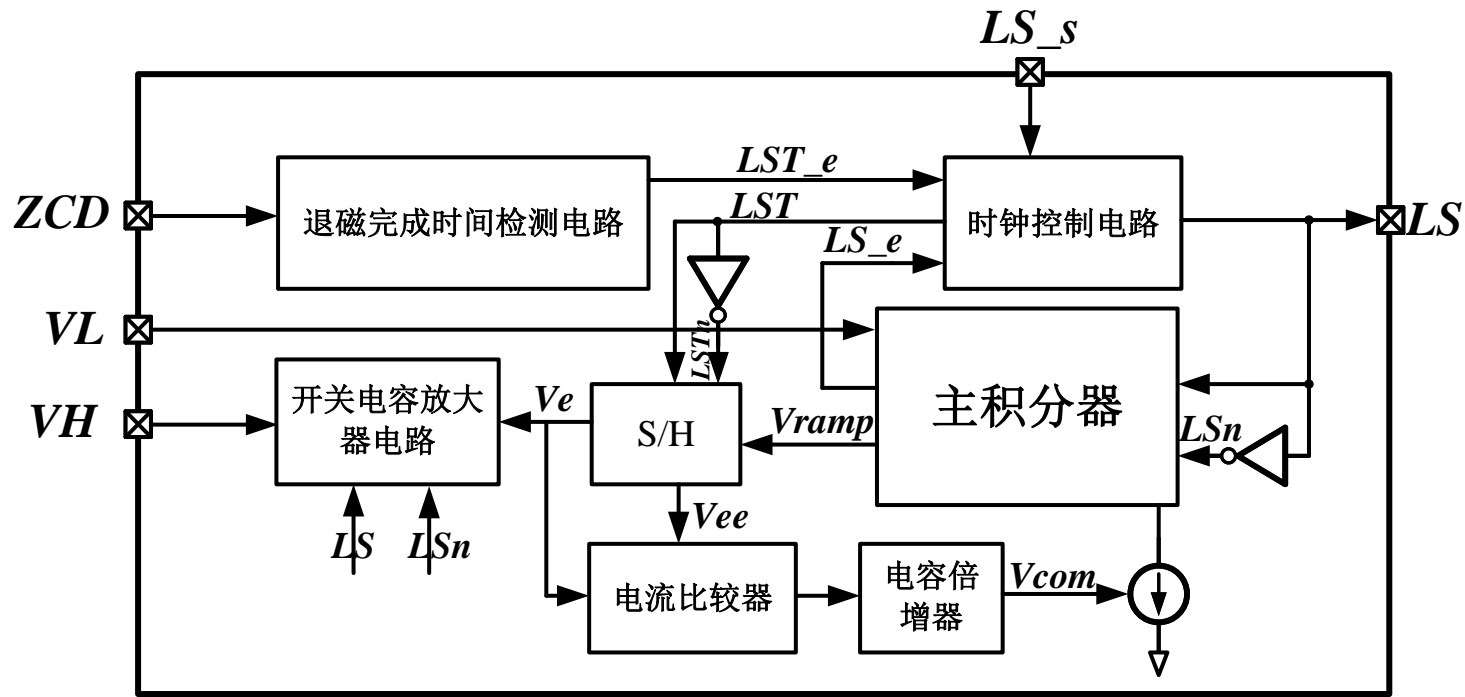 LS_s
LST_e
ZCD
退磁完成时间检测电路
LST
时钟控制电路
LS
LS_e
VL
LSTn
开关电容放大
器电路
VH
Ve
S/H
Vramp
主积分器
LSn
Vee
LS
LSn
电流比较器
电容倍
增器
Vcom